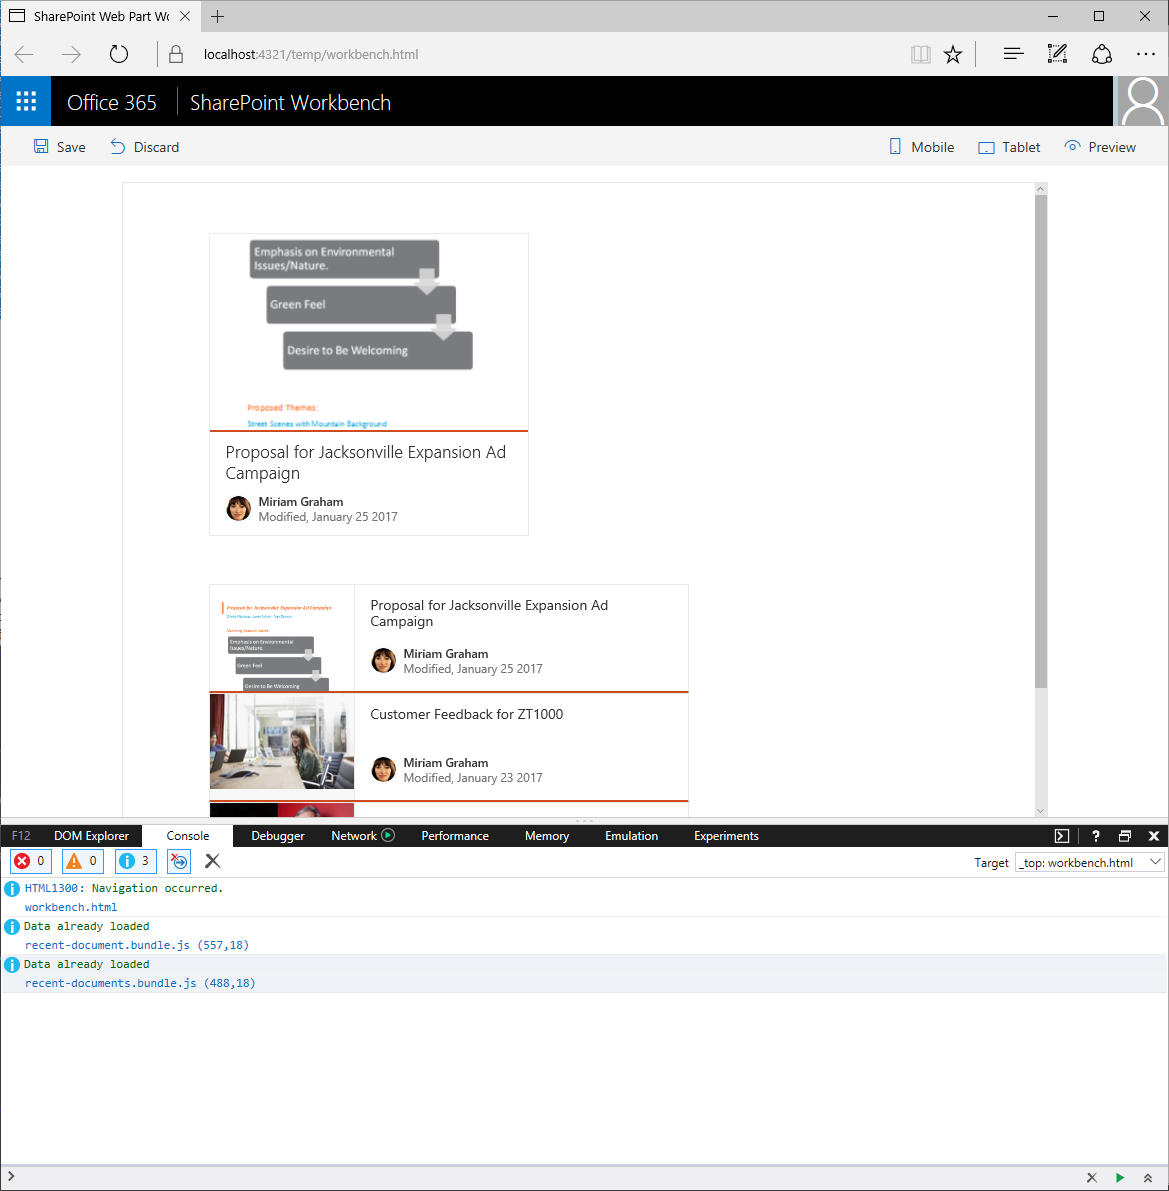 SharePoint Web Part Wo
localhost:4321/temp/workbench.html
Office 365
SharePoint Workbench
Save
Discard
Mobile
Tablet
Preview
Emphasis on Environmental
Issues/Nature.
Green Feel
Desire to Be Welcoming
Proposed Themes:
Street Scenes with Mountain Background
Proposal for Jacksonville Expansion Ad
Campaign
Miriam Graham
Modified, January 25 2017
Proposal for Jacksonville Expansion Ad Campaign
Emphasis on Environmental
Issues/Nature.
Green Feel
Desire to Be Welcoming
Proposal for Jacksonville Expansion Ad
Campaign
Miriam Graham
Modified, January 25 2017
Customer Feedback for ZT1000
Miriam Graham
Modified, January 23 2017
F12
DOM Explorer
Console
Debugger
Network
Performance
Memory
Emulation
Experiments
?
0
0
3
Target
_top: workbench.html
HTML1300: Navigation occurred.
workbench.html
Data already loaded
recent-document.bundle.js (557,18)
Data already loaded
recent-documents.bundle.js (488,18)